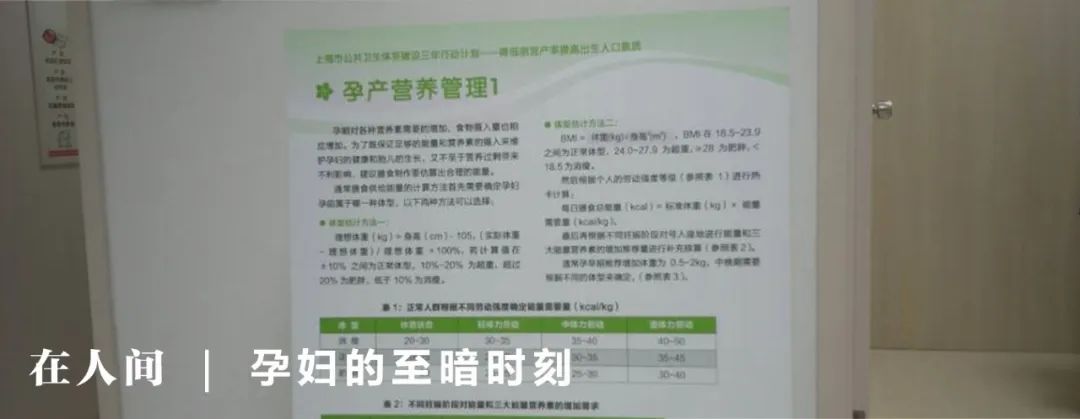 上海市公共卫生体系建设三年行动计划——降低剖宫产率提高出生人口素质
孕产营养管理1
孕期对各种营养素需要的增加，食物摄入量也相
应增加。为了既保证足够的能量和营养素的摄入来维
护孕妇的健康和胎儿的生长，又不至于营养过剩带来
不利影响，建议膳食制作要估算出合理的能量。
通常膳食供给能量的计算方法首先需要确定孕妇
孕前属于哪一种体型，以下两种方法可以选择：
体型估计方法一：
理想体重（kg）=身高（cm）-105，（实际体重
-理想体重）/ 理想体重 ×100%，若计算值在
±10% 之间为正常体型，10%-20% 为超重，超过
20%为肥胖，低于 10%为消瘦。
体型估计方法二：
BMI = 体重(kg)/身高²(m²) ，BMI 在 18.5-23.9
之间为正常体型，24.0-27.9 为超重，≥28 为肥胖，<
18.5为消瘦。
然后根据个人的劳动强度等级（参照表 1）进行热
卡计算：
每日膳食总能量（kcal）= 标准体重（kg）× 能量
需要量（kcal/kg）。
最后再根据不同妊娠阶段对号入座地进行能量和三
大能量营养素的增加推荐量进行补充核算（参照表2）。
通常孕早期推荐增加体重为 0.5-2kg，中晚期需要
根据不同的体型来确定。（参照表3）。
表 1：正常人群根据不同劳动强度确定能量需要量（kcal/kg）
体型 休息状态 轻体力劳动 中体力劳动 重体力劳动
消瘦 20-30 30-35 35-40 40-50
30-35 35-45
25-30 30-40
表 2：不同妊娠阶段对能量和三大能量营养素的增加需求
在人间 | 孕妇的至暗时刻